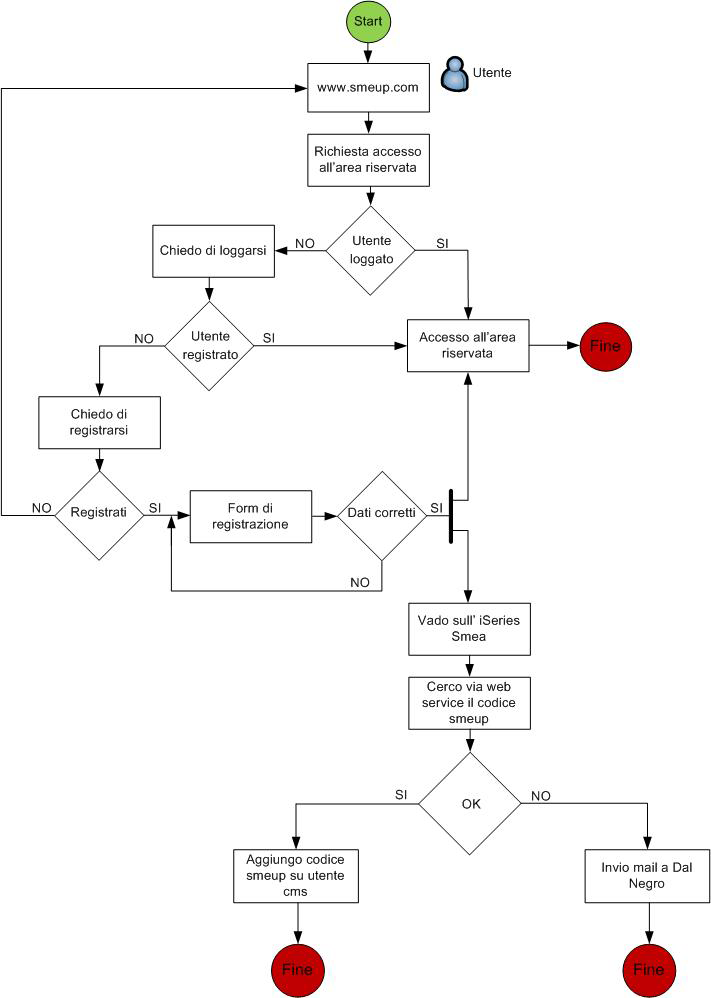 Start
Utente
www.smeup.com
Richiesta accesso
all'area riservata
Utente
loggato
NO
SI
Chiedo di loggarsi
Utente
registrato
NO
SI
Accesso all'area
riservata
Fine
Chiedo di
registrarsi
Registrati
NO
SI
Form di
registrazione
Dati corretti
SI
NO
Vado sull' iSeries
Smea
Cerco via web
service il codice
smeup
OK
SI
NO
Aggiungo codice
smeup su utente
cms
Invio mail a Dal
Negro
Fine
Fine